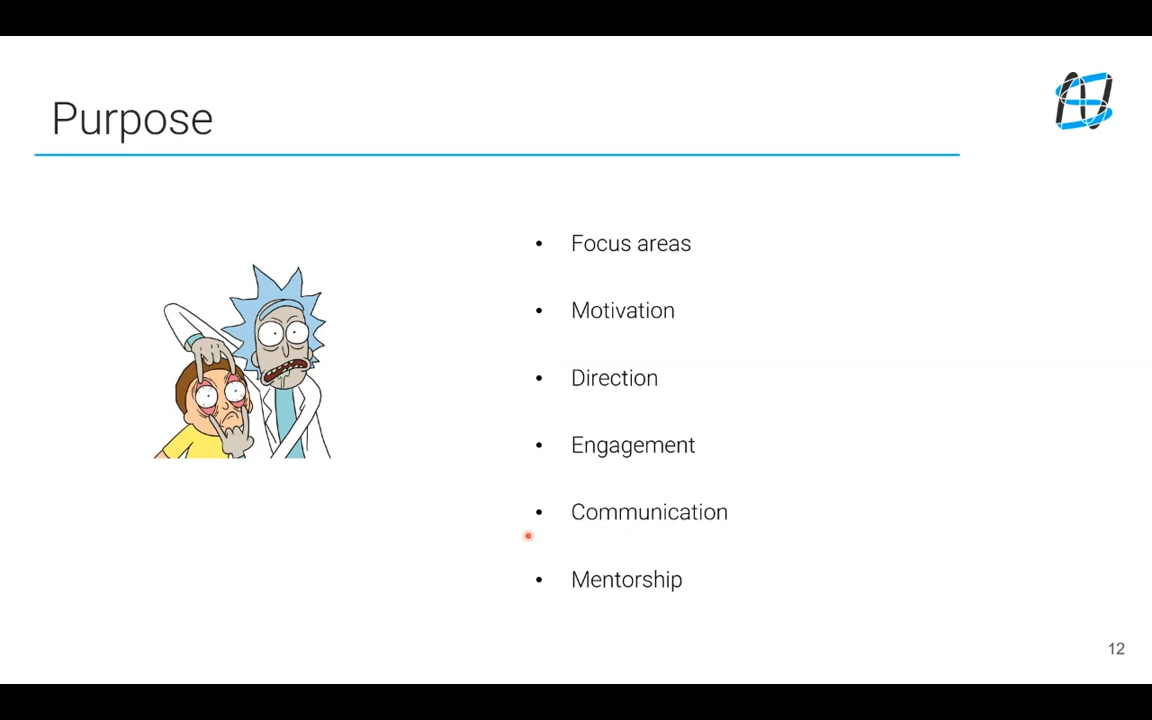 Purpose
• Focus areas
• Motivation
• Direction
• Engagement
• Communication
• Mentorship
12